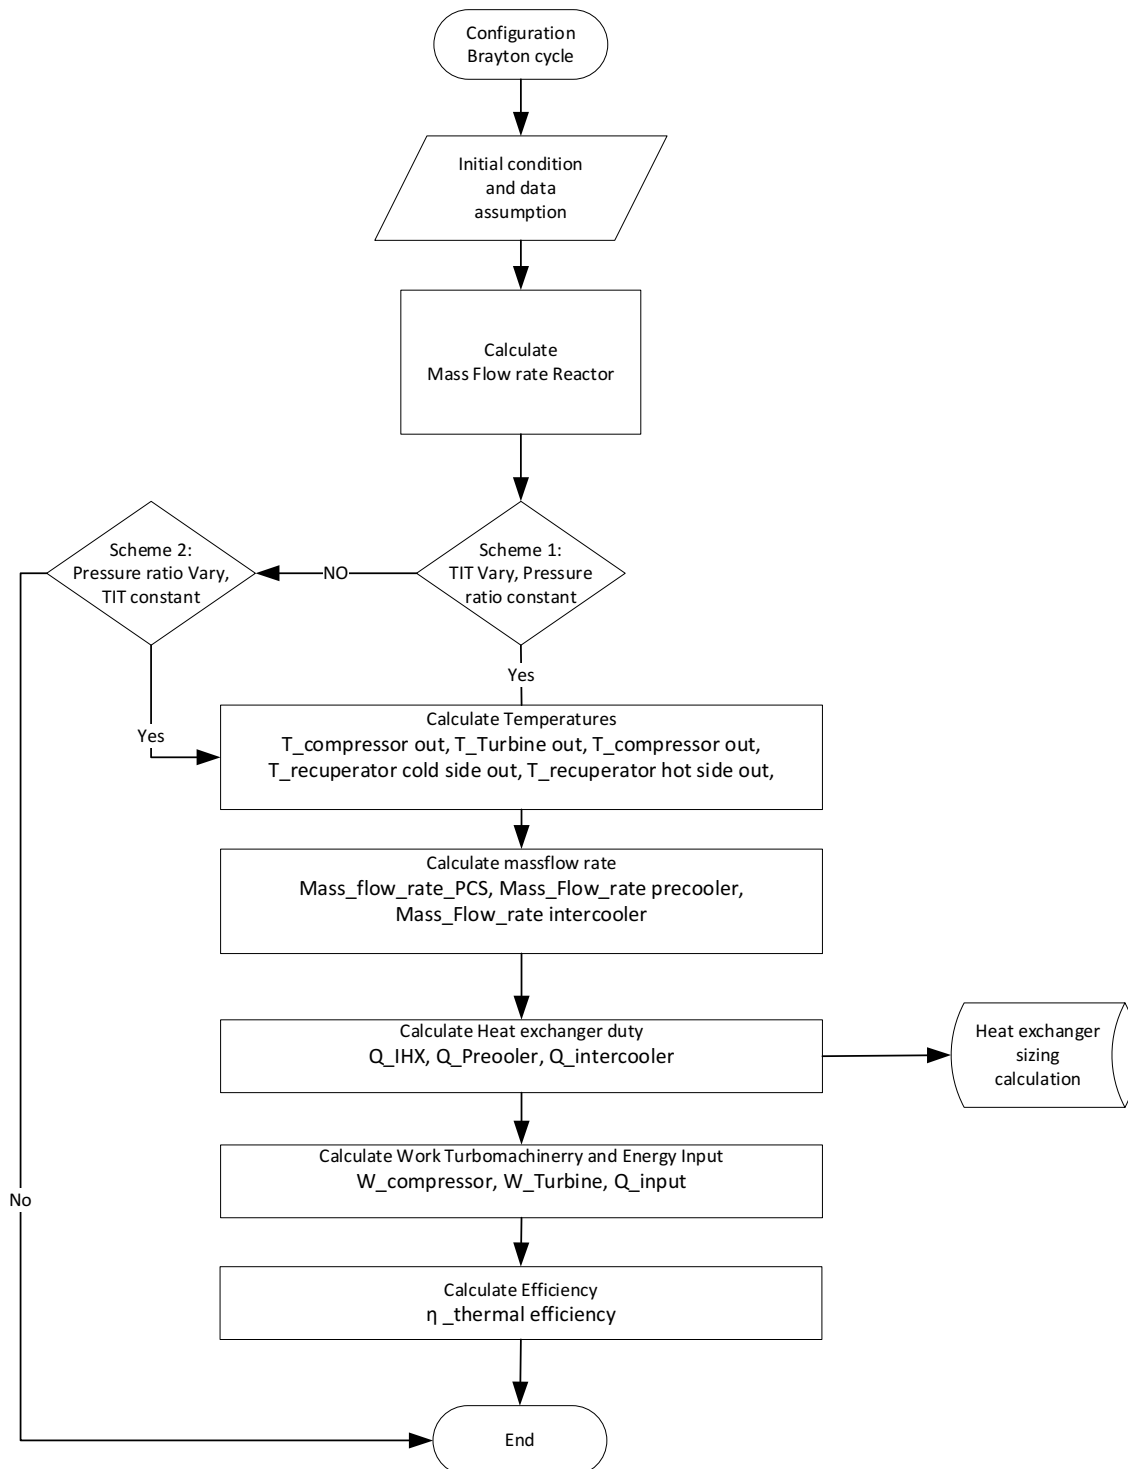 Configuration
Brayton cycle
Initial condition
and data
assumption
Calculate
Mass Flow rate Reactor
Scheme 2:
Pressure ratio Vary,
TIT constant
NO
Scheme 1:
TIT Vary, Pressure
ratio constant
Yes
Yes
Calculate Temperatures
T_compressor out, T_Turbine out, T_compressor out,
T_recuperator cold side out, T_recuperator hot side out,
Calculate massflow rate
Mass_flow_rate_PCS, Mass_Flow_rate precooler,
Mass_Flow_rate intercooler
Calculate Heat exchanger duty
Q_IHX, Q_Preooler, Q_intercooler
Heat exchanger
sizing
calculation
Calculate Work Turbomachinerry and Energy Input
W_compressor, W_Turbine, Q_input
No
Calculate Efficiency
η _thermal efficiency
End